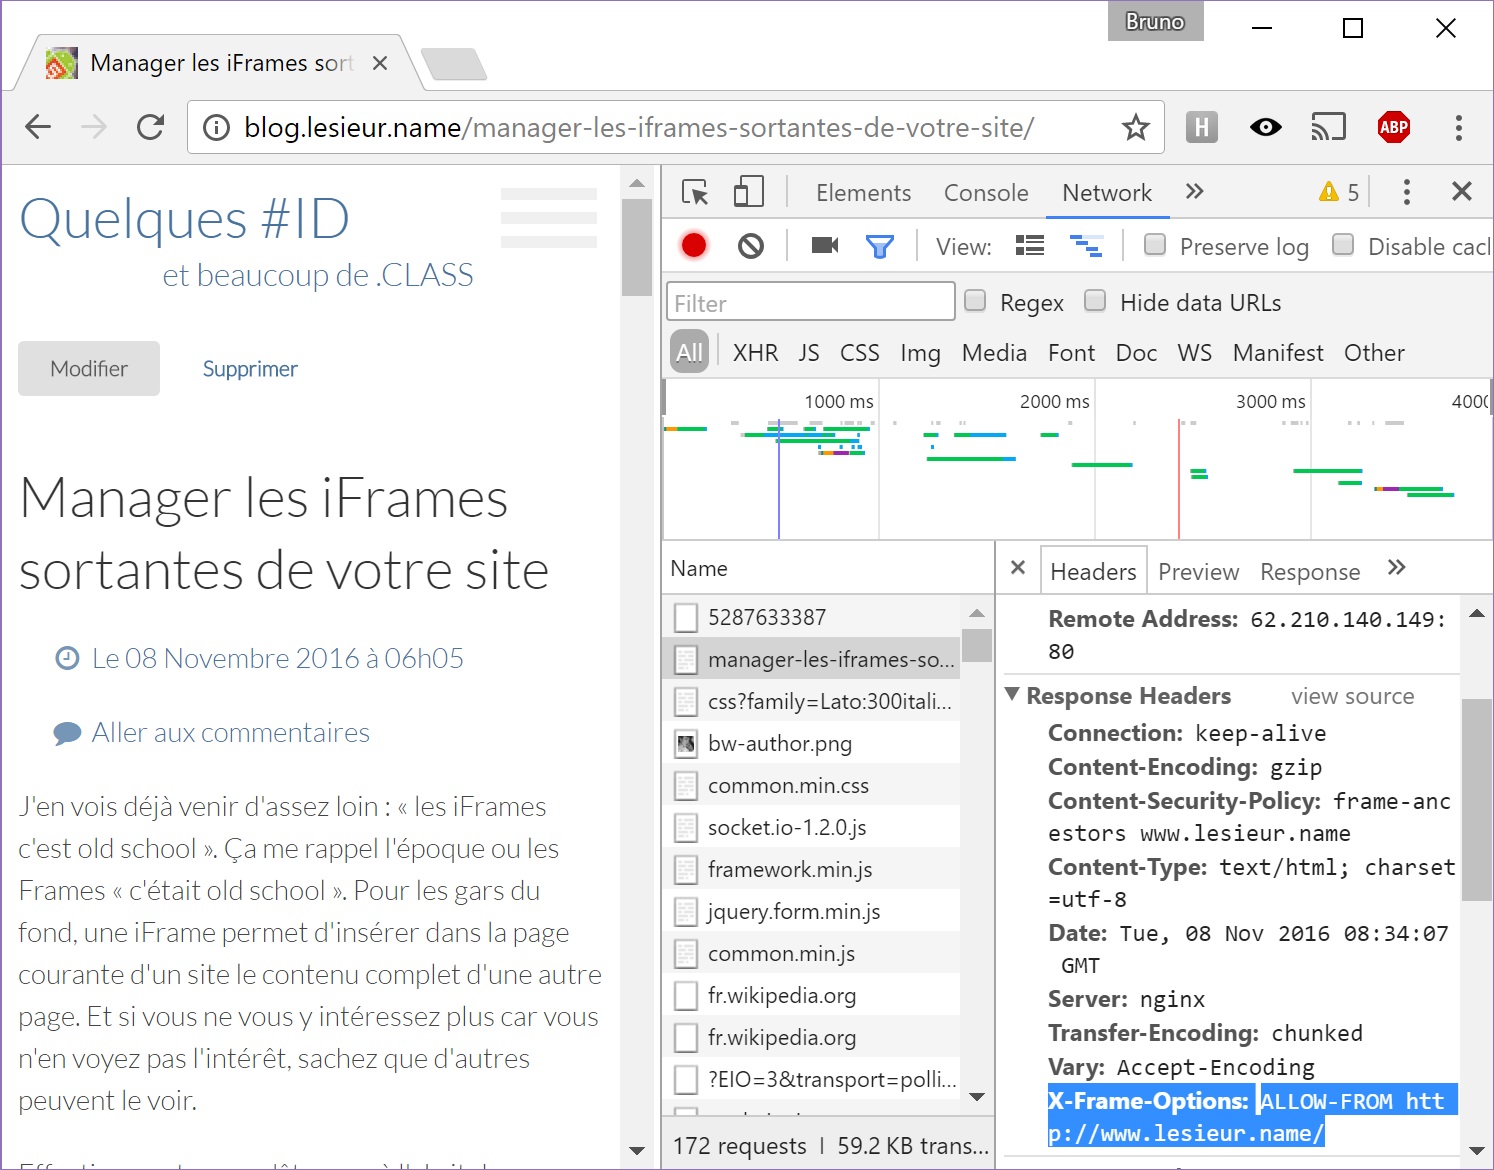 Bruno
Manager les iFrames sort
blog.lesieur.name/manager-les-iframes-sortantes-de-votre-site/
H
ABP
Quelques #ID
et beaucoup de .CLASS
Modifier Supprimer
Manager les iFrames
sortantes de votre site
Le 08 Novembre 2016 à 06h05
Aller aux commentaires
J'en vois déjà venir d'assez loin : « les iFrames
c'est old school ». Ça me rappel l'époque ou les
Frames « c'était old school ». Pour les gars du
fond, une iFrame permet d'insérer dans la page
courante d'un site le contenu complet d'une autre
page. Et si vous ne vous y intéressez plus car vous
n'en voyez pas l'intérêt, sachez que d'autres
peuvent le voir.
Elements Console Network » 5
View: Preserve log Disable cacl
Filter Regex Hide data URLs
All XHR JS CSS Img Media Font Doc WS Manifest Other
1000 ms 2000 ms 3000 ms 4000
Name
5287633387
manager-les-iframes-so...
css?family=Lato:300itali...
bw-author.png
common.min.css
socket.io-1.2.0.js
framework.min.js
jquery.form.min.js
common.min.js
fr.wikipedia.org
fr.wikipedia.org
?EIO=3&transport=polli...
172 requests | 59.2 KB trans...
Headers Preview Response »
Remote Address: 62.210.140.149:
80
Response Headers view source
Connection: keep-alive
Content-Encoding: gzip
Content-Security-Policy: frame-anc
estors www.lesieur.name
Content-Type: text/html; charset
=utf-8
Date: Tue, 08 Nov 2016 08:34:07
GMT
Server: nginx
Transfer-Encoding: chunked
Vary: Accept-Encoding
X-Frame-Options: ALLOW-FROM htt
p://www.lesieur.name/